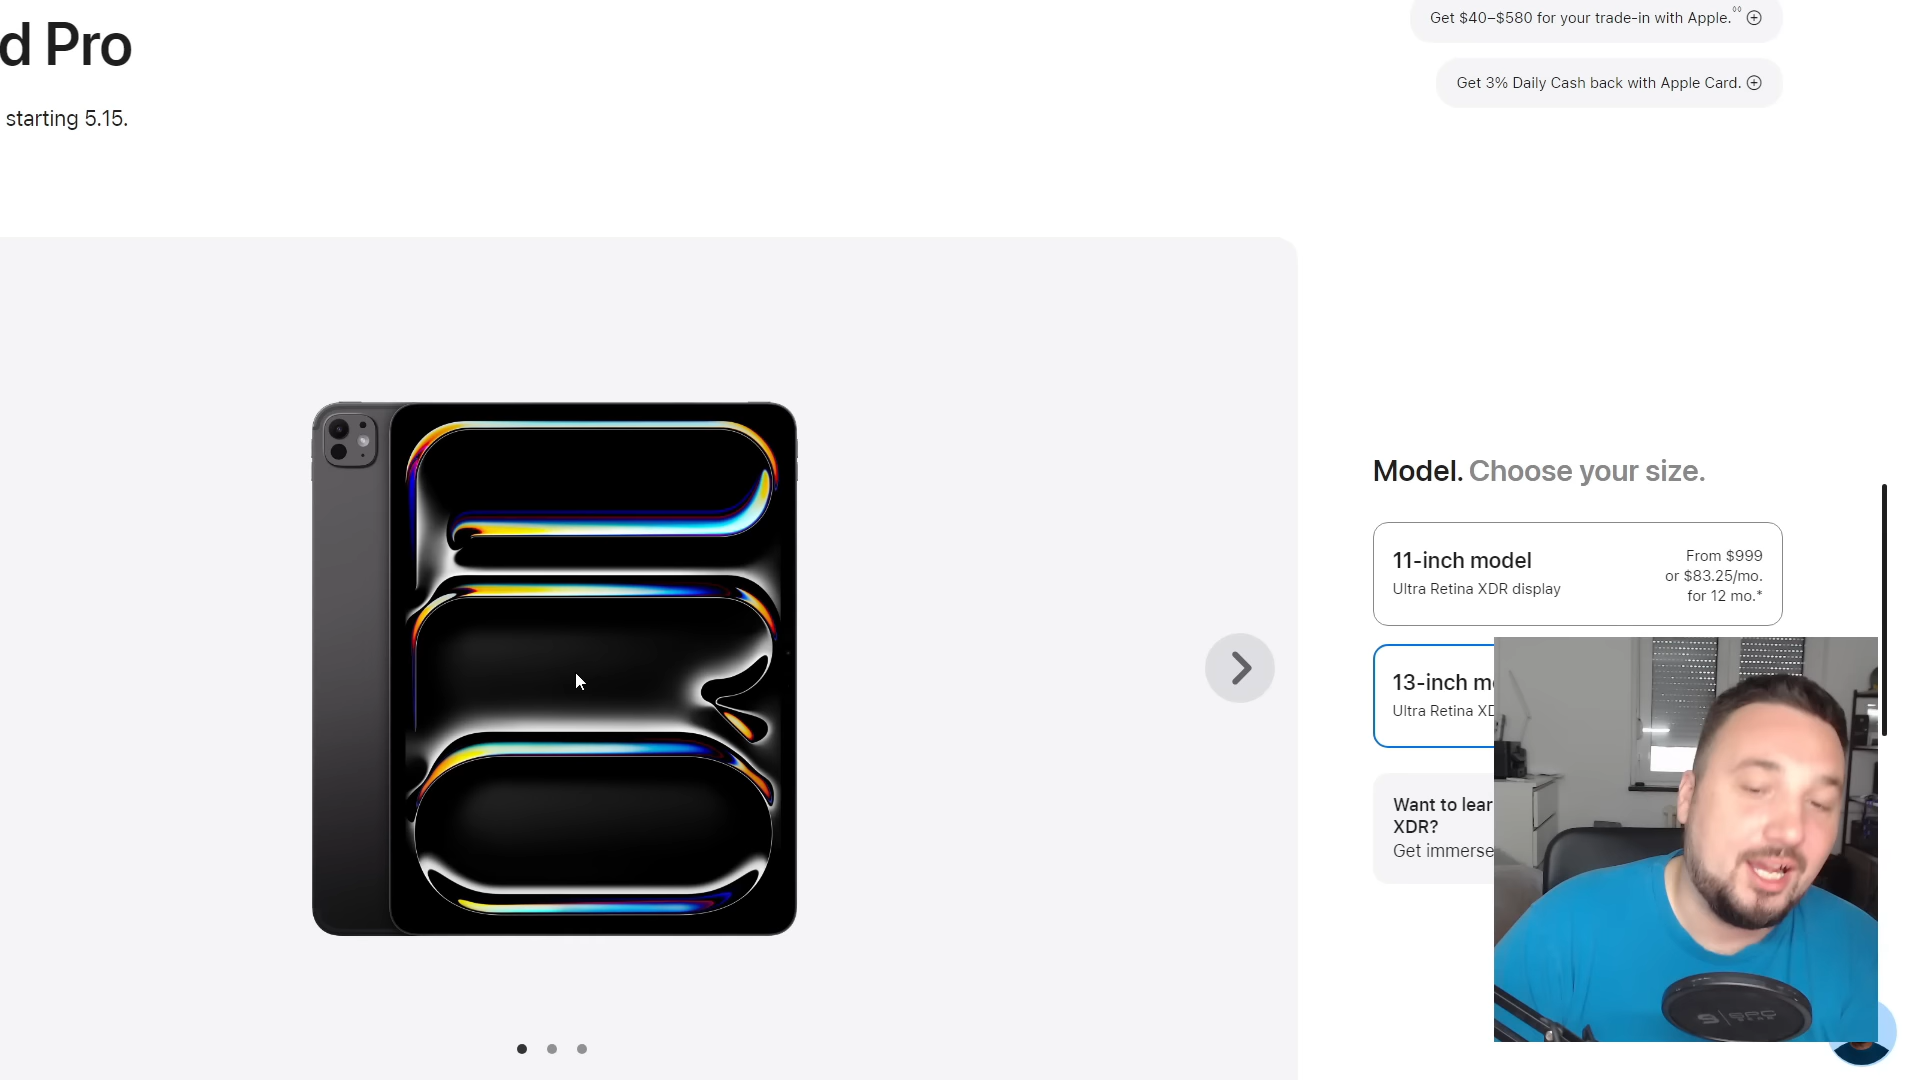 d Pro
starting 5.15.
Get $40–$580 for your trade-in with Apple.◊◊
Get 3% Daily Cash back with Apple Card.
Model. Choose your size.
11-inch model
Ultra Retina XDR display
From $999
or $83.25/mo.
for 12 mo.*
13-inch m
Ultra Retina XD
Want to lear
XDR?
Get immerse
SPC